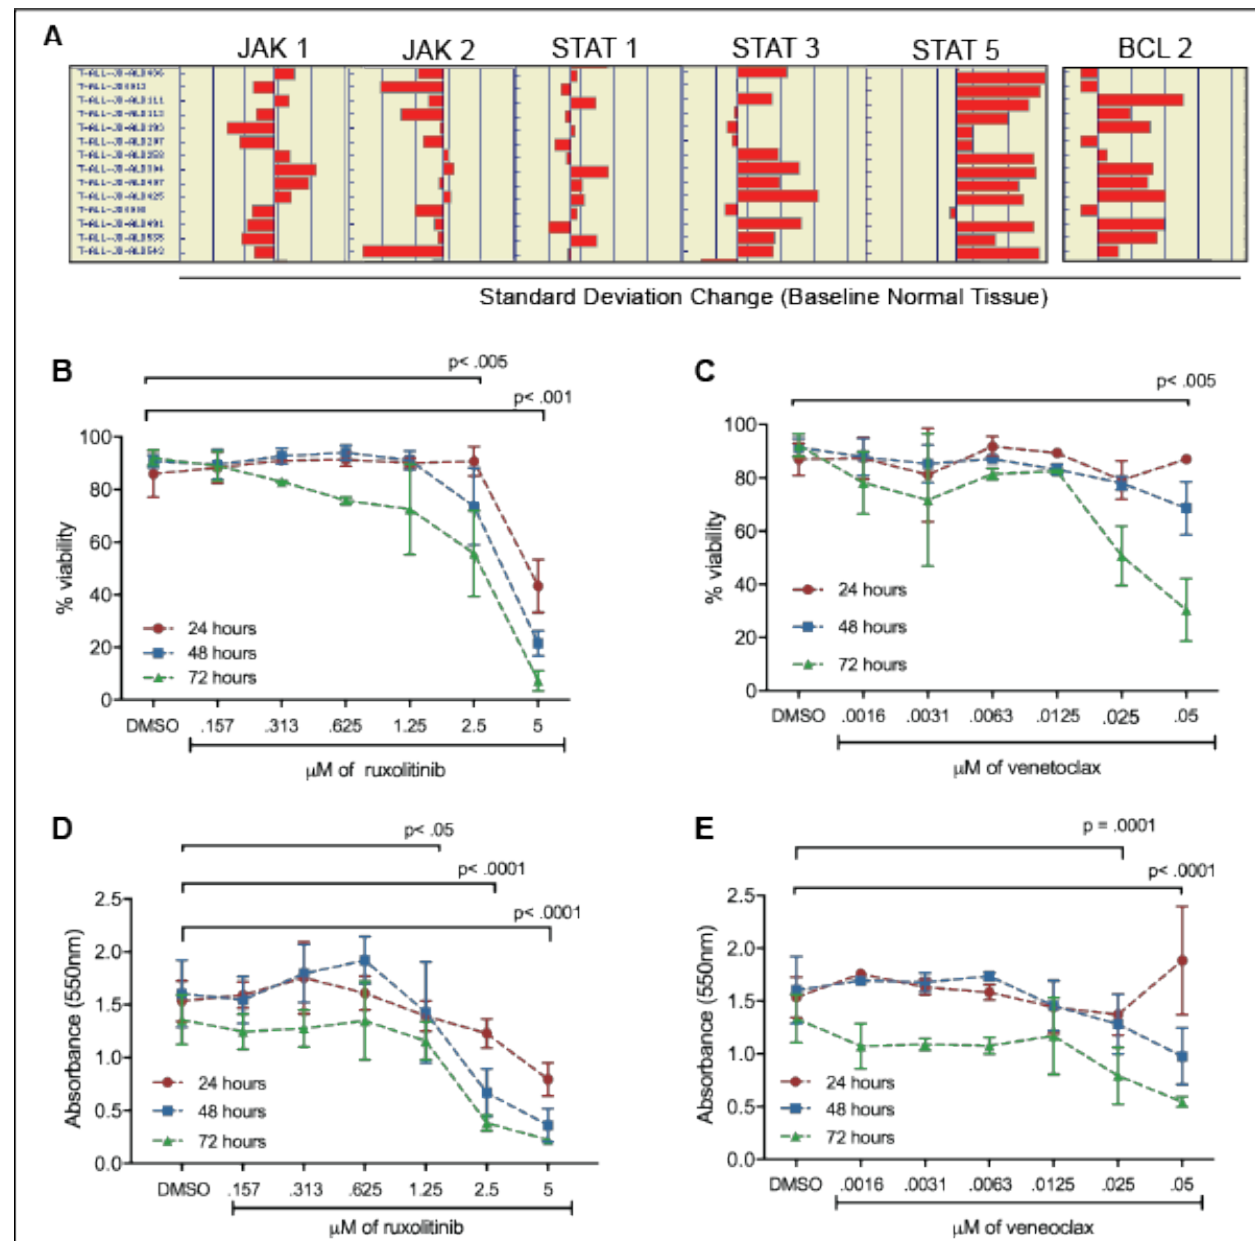 A
JAK 1 JAK 2 STAT 1 STAT 3 STAT 5 BCL 2
Standard Deviation Change (Baseline Normal Tissue)
B
p< .005
p< .001
100
80
60
40
20
0
% viability
24 hours
48 hours
72 hours
DMSO .157 .313 .625 1.25 2.5 5
μM of ruxolitinib
C
p< .005
100
80
60
40
20
0
% viability
24 hours
48 hours
72 hours
DMSO .0016 .0031 .0063 .0125 .025 .05
μM of venetoclax
D
p< .05
p< .0001
p< .0001
2.5
2.0
1.5
1.0
0.5
0.0
Absorbance (550nm)
24 hours
48 hours
72 hours
DMSO .157 .313 .625 1.25 2.5 5
μM of ruxolitinib
E
p = .0001
p< .0001
2.5
2.0
1.5
1.0
0.5
0.0
Absorbance (550nm)
24 hours
48 hours
72 hours
DMSO .0016 .0031 .0063 .0125 .025 .05
μM of veneoclax